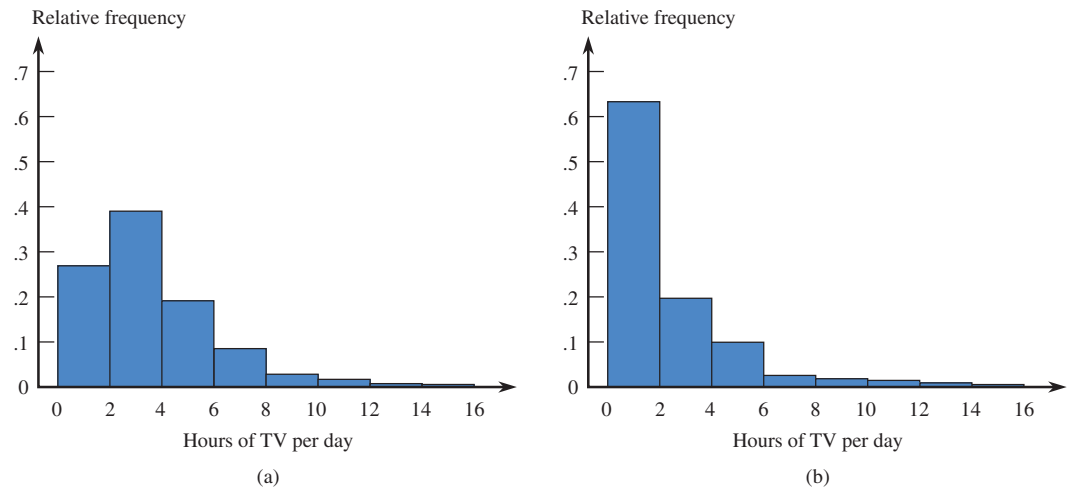 Relative frequency
.7
.6
.5
.4
.3
.2
.1
0
0 2 4 6 8 10 12 14 16
Hours of TV per day
(a)
Relative frequency
.7
.6
.5
.4
.3
.2
.1
0
0 2 4 6 8 10 12 14 16
Hours of TV per day
(b)